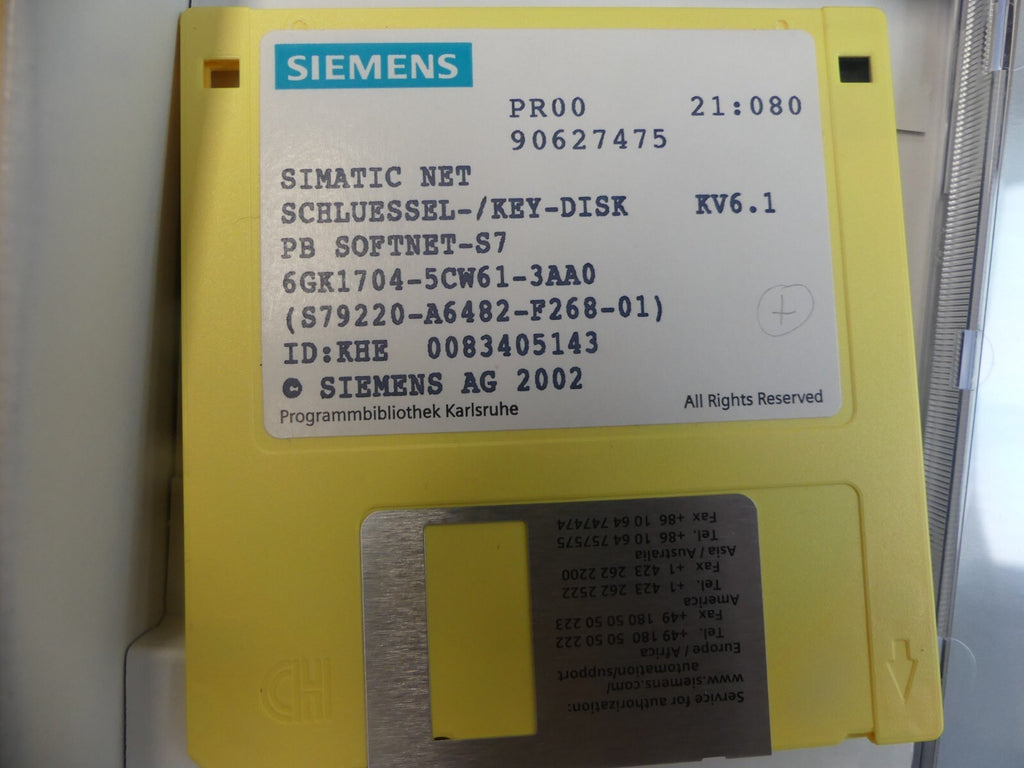 SIEMENS
PR00 21:080
90627475
SIMATIC NET
SCHLUESSEL-/KEY-DISK KV6.1
PB SOFTNET-S7
6GK1704-5CW61-3AA0
(S79220-A6482-F268-01)
ID:KHE 0083405143
© SIEMENS AG 2002
Programmbibliothek Karlsruhe
All Rights Reserved
Service for authorization:
www.siemens.com/
automation/support
Europe / Africa
Tel. +49 180 50 50 222
Fax +49 180 50 50 223
America
Tel. +1 423 262 2522
Fax +1 423 262 2200
Asia / Australia
Tel. +86 10 64 757575
Fax +86 10 64 747474
HD